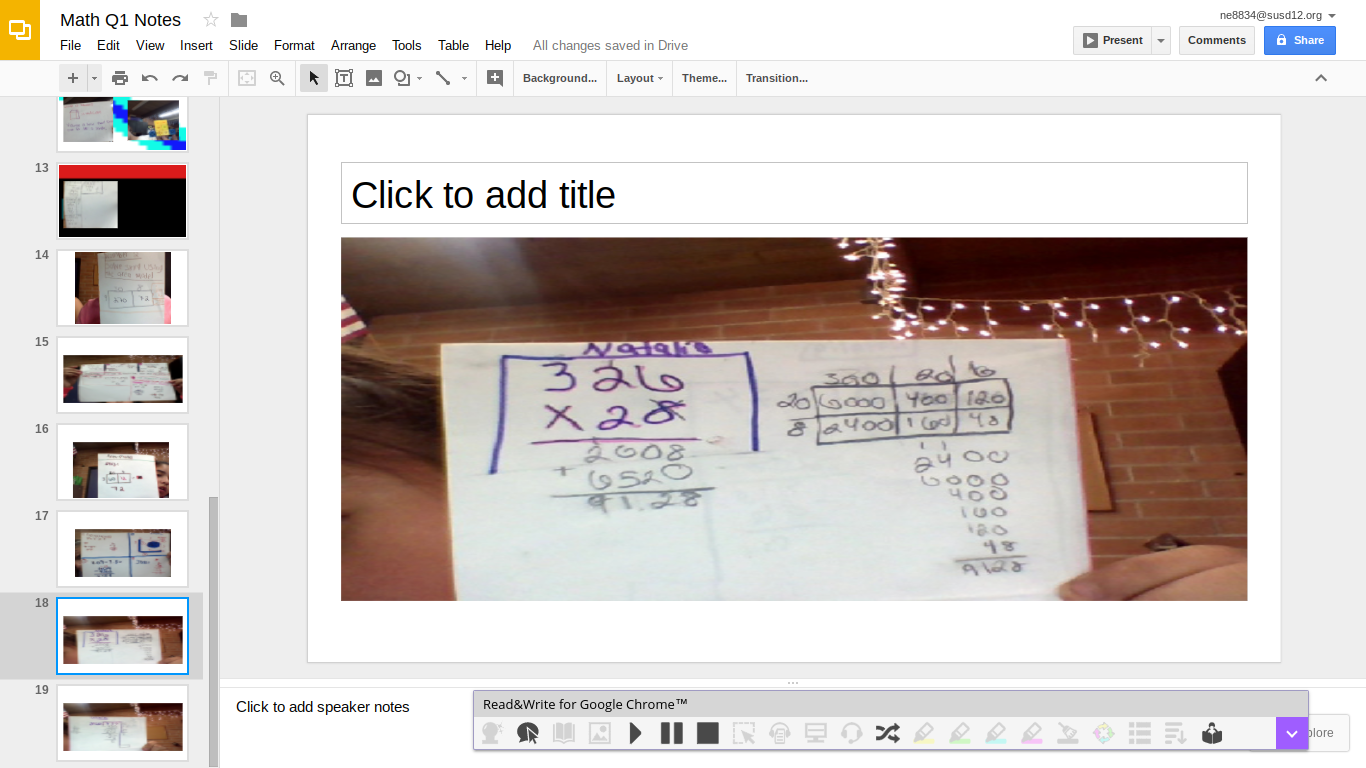 Math Q1 Notes
ne8834@susd12.org
File Edit View Insert Slide Format Arrange Tools Table Help All changes saved in Drive
Present Comments Share
Background... Layout Theme... Transition...
13
14
15
16
17
18
19
Click to add title
Natalie
326
x 28
2608
+ 6520
9128
300 20 6
20 6000 400 120
8 2400 160 48
2400
6000
400
160
120
48
9128
Click to add speaker notes
Read&Write for Google Chrome™